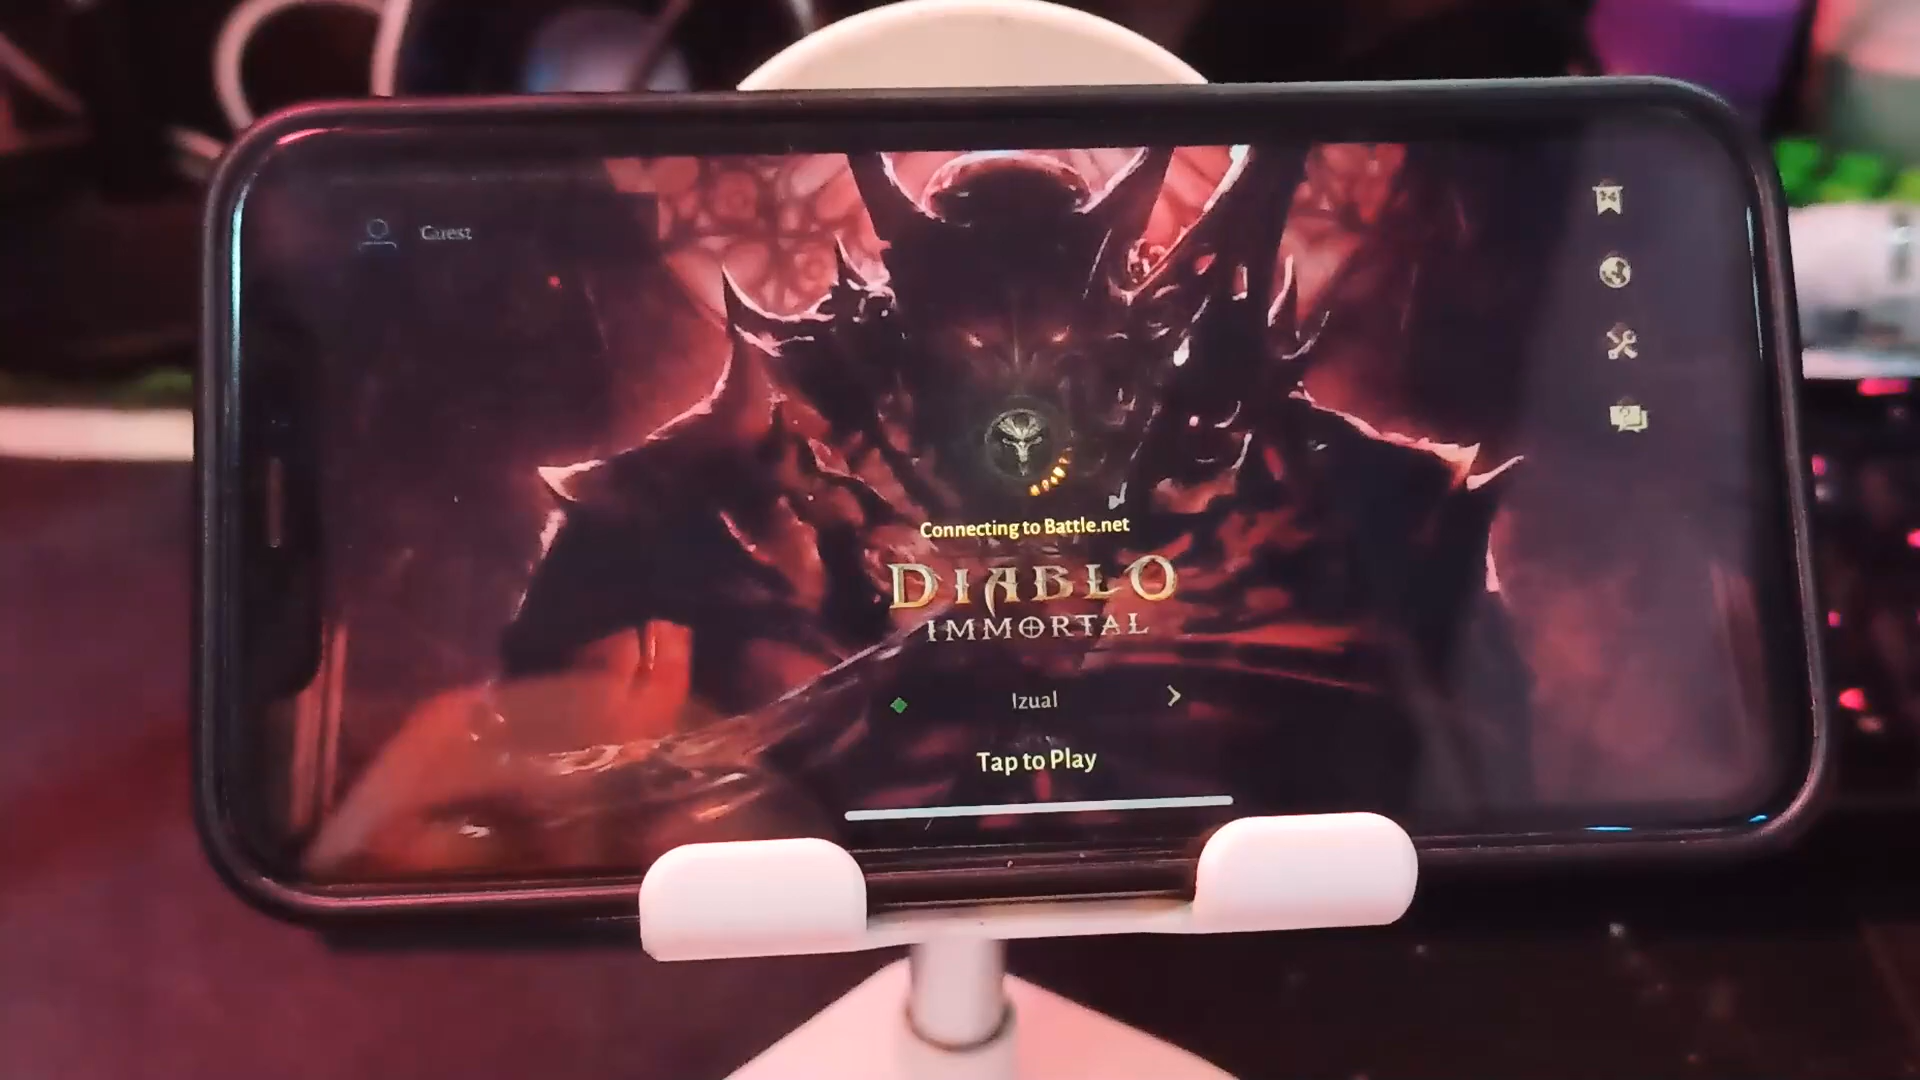 Guest
Connecting to Battle.net
DIABLO
IMMORTAL
Izual
Tap to Play